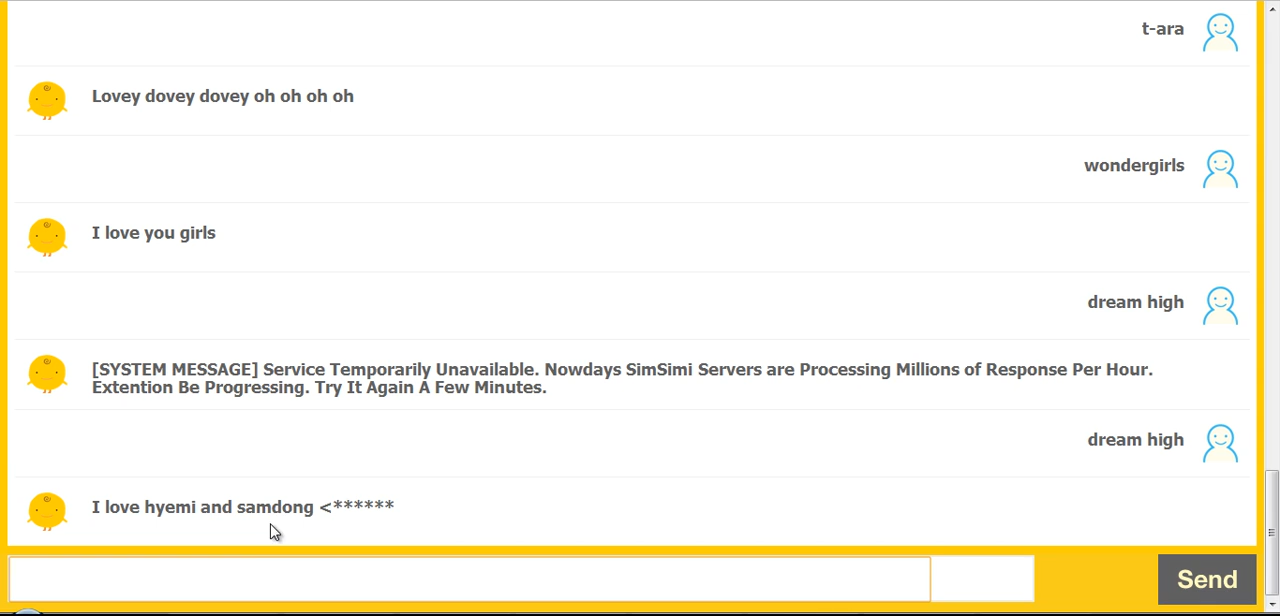 t-ara
Lovey dovey dovey oh oh oh oh
wondergirls
I love you girls
dream high
[SYSTEM MESSAGE] Service Temporarily Unavailable. Nowdays SimSimi Servers are Processing Millions of Response Per Hour.
Extention Be Progressing. Try It Again A Few Minutes.
dream high
I love hyemi and samdong <******
Send